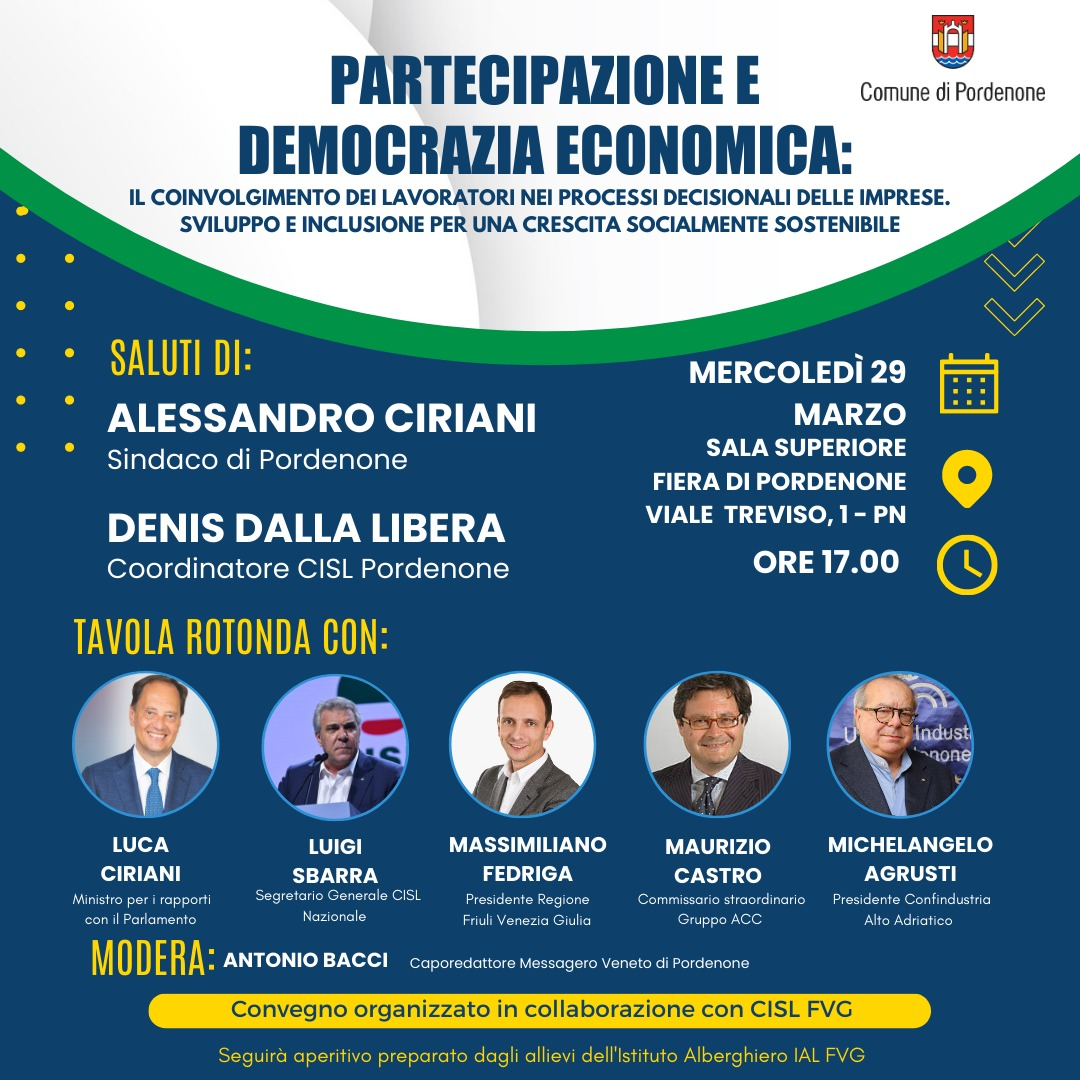 Comune di Pordenone
PARTECIPAZIONE E
DEMOCRAZIA ECONOMICA:
IL COINVOLGIMENTO DEI LAVORATORI NEI PROCESSI DECISIONALI DELLE IMPRESE.
SVILUPPO E INCLUSIONE PER UNA CRESCITA SOCIALMENTE SOSTENIBILE
SALUTI DI:
ALESSANDRO CIRIANI
Sindaco di Pordenone
DENIS DALLA LIBERA
Coordinatore CISL Pordenone
MERCOLEDÌ 29
MARZO
SALA SUPERIORE
FIERA DI PORDENONE
VIALE TREVISO, 1 - PN
ORE 17.00
TAVOLA ROTONDA CON:
LUCA
CIRIANI
Ministro per i rapporti
con il Parlamento
LUIGI
SBARRA
Segretario Generale CISL
Nazionale
MASSIMILIANO
FEDRIGA
Presidente Regione
Friuli Venezia Giulia
MAURIZIO
CASTRO
Commissario straordinario
Gruppo ACC
MICHELANGELO
AGRUSTI
Presidente Confindustria
Alto Adriatico
MODERA: ANTONIO BACCI Caporedattore Messagero Veneto di Pordenone
Convegno organizzato in collaborazione con CISL FVG
Seguirà aperitivo preparato dagli allievi dell'Istituto Alberghiero IAL FVG